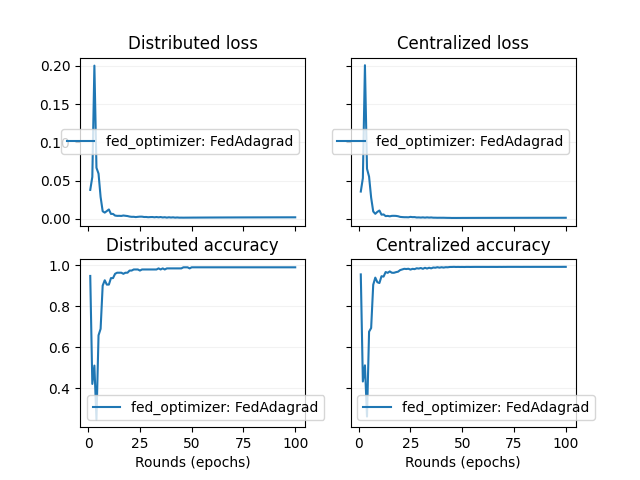 Distributed loss
Centralized loss
0.20
0.15
0.10
0.05
0.00
fed_optimizer: FedAdagrad
fed_optimizer: FedAdagrad
Distributed accuracy
Centralized accuracy
1.0
0.8
0.6
0.4
fed_optimizer: FedAdagrad
fed_optimizer: FedAdagrad
0 25 50 75 100
0 25 50 75 100
Rounds (epochs)
Rounds (epochs)